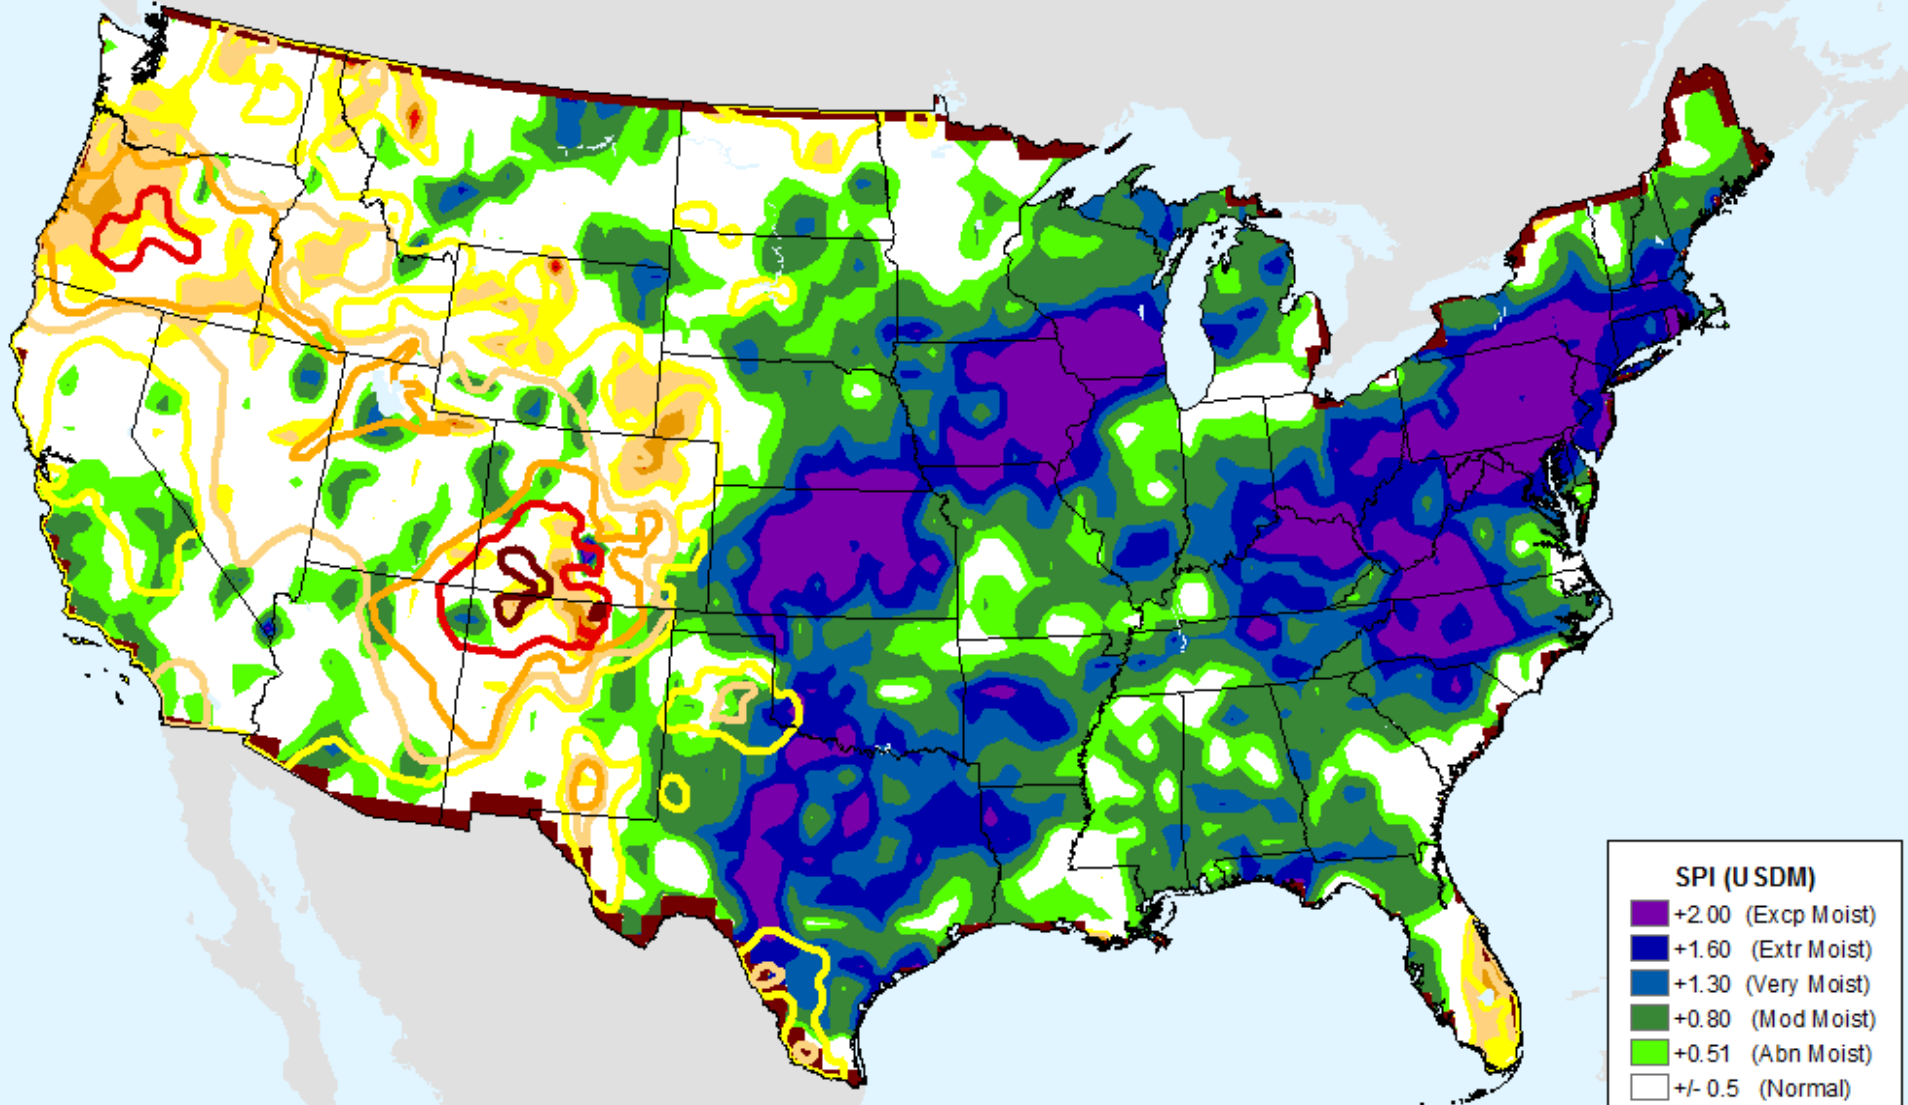 SPI (USDM)
+2.00 (Excp Moist)
+1.60 (Extr Moist)
+1.30 (Very Moist)
+0.80 (Mod Moist)
+0.51 (Abn Moist)
+/- 0.5 (Normal)